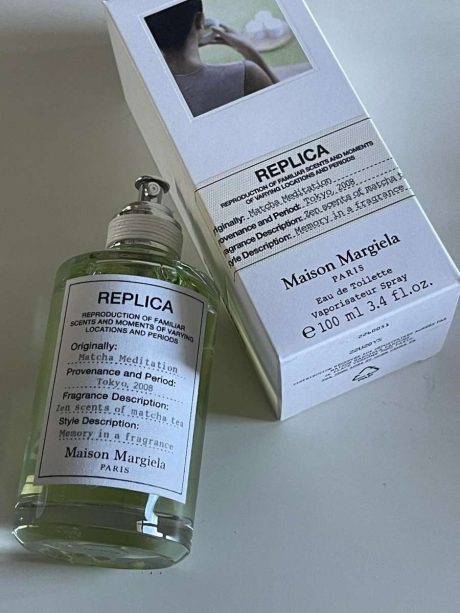 REPLICA
REPRODUCTION OF FAMILIAR SCENTS AND MOMENTS
OF VARYING LOCATIONS AND PERIODS
Originally: Matcha Meditation
Provenance and Period: Tokyo, 2008
Fragrance Description: Zen scents of matcha t
Style Description: Memory in a fragrance
Maison Margiela
PARIS
Eau de Toilette
Vaporisateur Spray
e 100 ml 3.4 fl.oz.
REPLICA
REPRODUCTION OF FAMILIAR
SCENTS AND MOMENTS OF VARYING
LOCATIONS AND PERIODS
Originally:
Matcha Meditation
Provenance and Period:
Tokyo, 2008
Fragrance Description:
Zen scents of matcha tea
Style Description:
Memory in a fragrance
Maison Margiela
PARIS